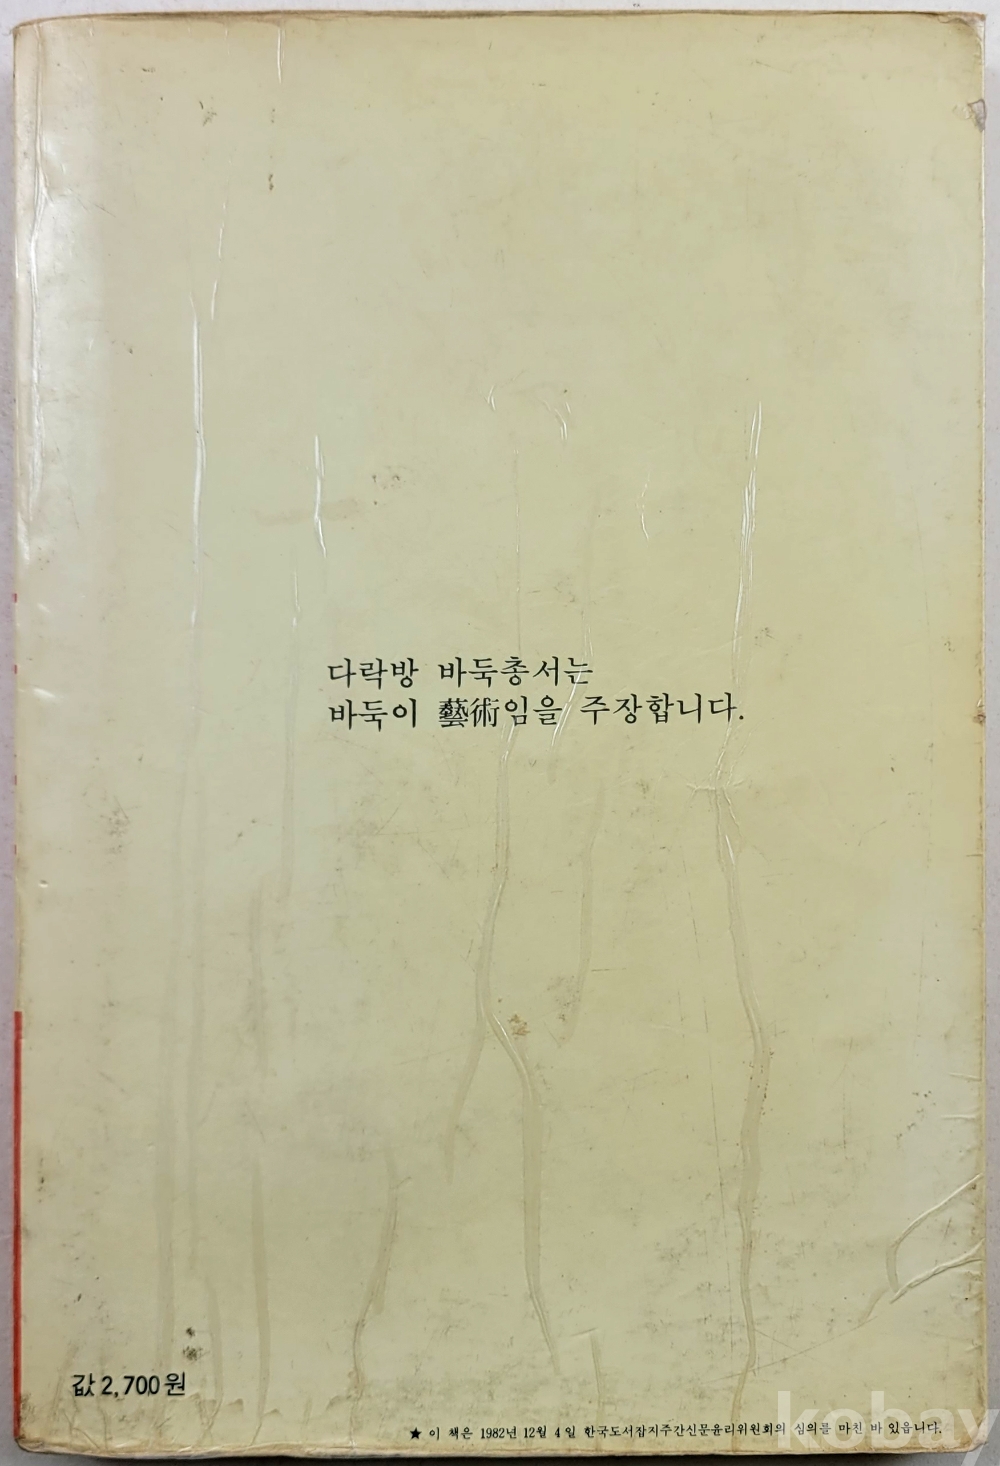 다락방 바둑총서는
바둑이 藝術임을 주장합니다.
값 2,700원
★ 이 책은 1982년 12월 4일 한국도서잡지주간신문윤리위원회의 심의를 마친 바 있읍니다.
kobay